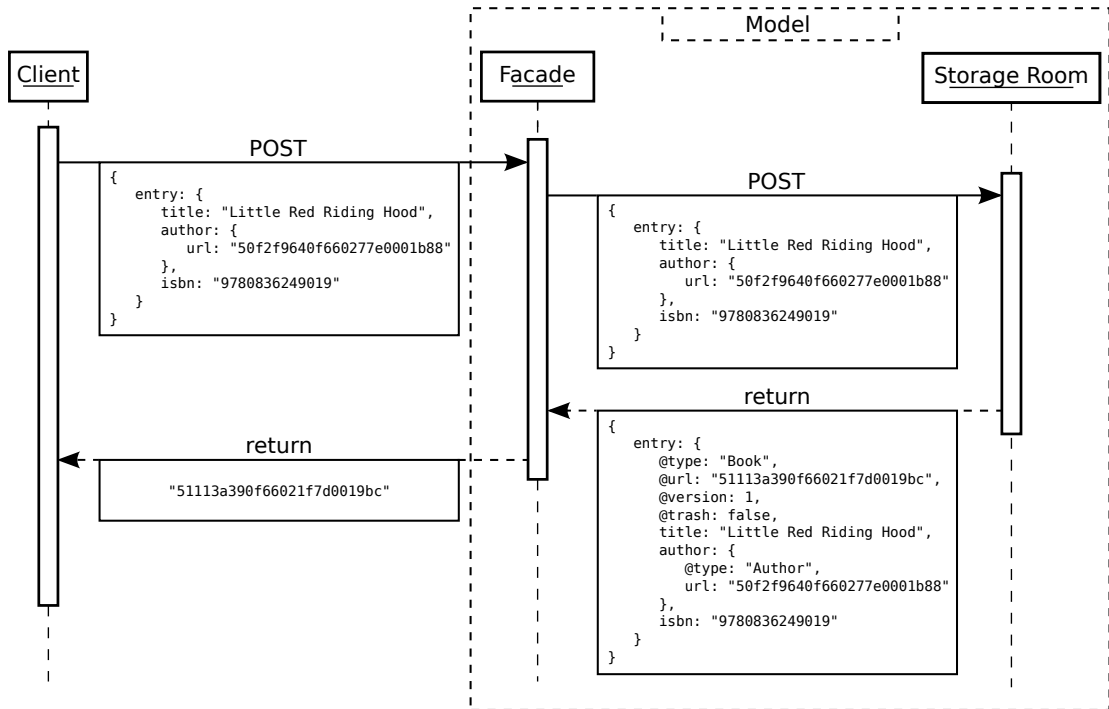 Model
Client
Facade
Storage Room
POST
{
entry: {
title: "Little Red Riding Hood",
author: {
url: "50f2f9640f660277e0001b88"
},
isbn: "9780836249019"
}
}
POST
{
entry: {
title: "Little Red Riding Hood",
author: {
url: "50f2f9640f660277e0001b88"
},
isbn: "9780836249019"
}
}
return
{
entry: {
@type: "Book",
@url: "51113a390f66021f7d0019bc",
@version: 1,
@trash: false,
title: "Little Red Riding Hood",
author: {
@type: "Author",
url: "50f2f9640f660277e0001b88"
},
isbn: "9780836249019"
}
}
return
"51113a390f66021f7d0019bc"